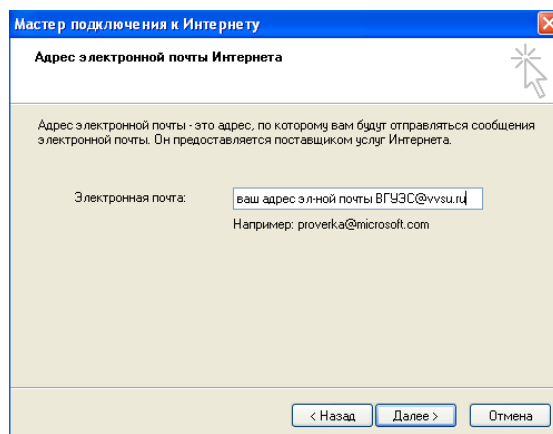 Мастер подключения к Интернету
Адрес электронной почты Интернета
Адрес электронной почты - это адрес, по которому вам будут отправляться сообщения
электронной почты. Он предоставляется поставщиком услуг Интернета.
Электронная почта: ваш адрес эл-ной почты ВГУЭС@vvsu.ru
Например: proverka@microsoft.com
< Назад Далее > Отмена